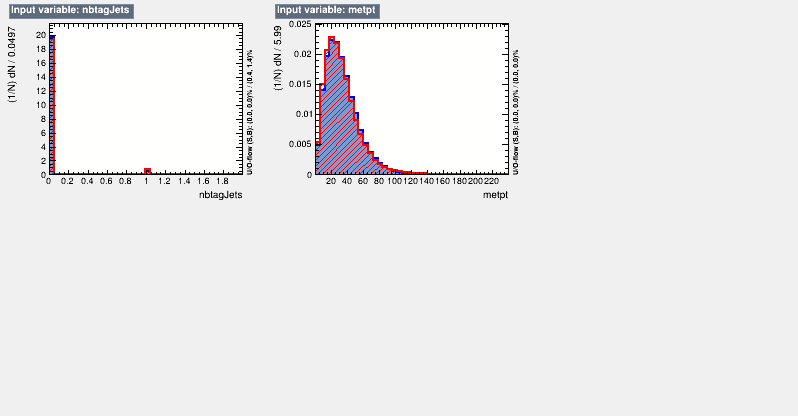 Input variable: nbtagJets
(1/N) dN / 0.0497
20
18
16
14
12
10
8
6
4
2
0
0 0.2 0.4 0.6 0.8 1 1.2 1.4 1.6 1.8
nbtagJets
U/O-flow (S,B): (0.0, 0.0)% / (0.4, 1.4)%
Input variable: metpt
(1/N) dN / 5.99
0.025
0.02
0.015
0.01
0.005
0
20 40 60 80 100 120 140 160 180 200 220
metpt
U/O-flow (S,B): (0.0, 0.0)% / (0.0, 0.0)%